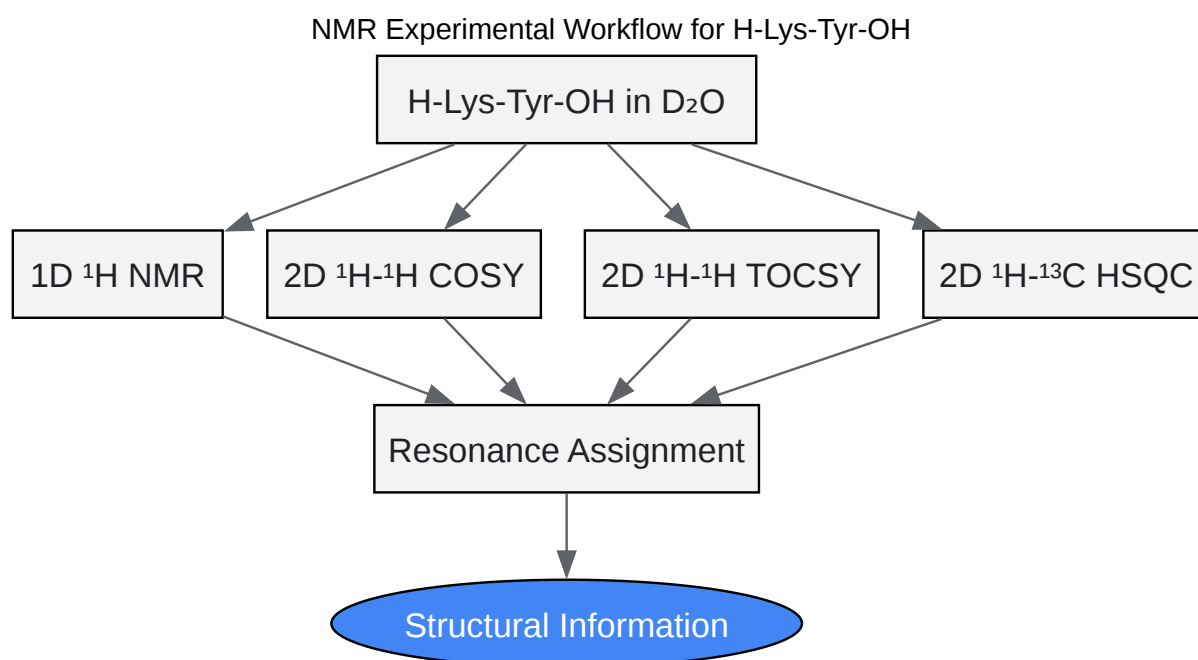 NMR Experimental Workflow for H-Lys-Tyr-OH
H-Lys-Tyr-OH in D₂O
1D ¹H NMR
2D ¹H-¹H COSY
2D ¹H-¹H TOCSY
2D ¹H-¹³C HSQC
Resonance Assignment
Structural Information